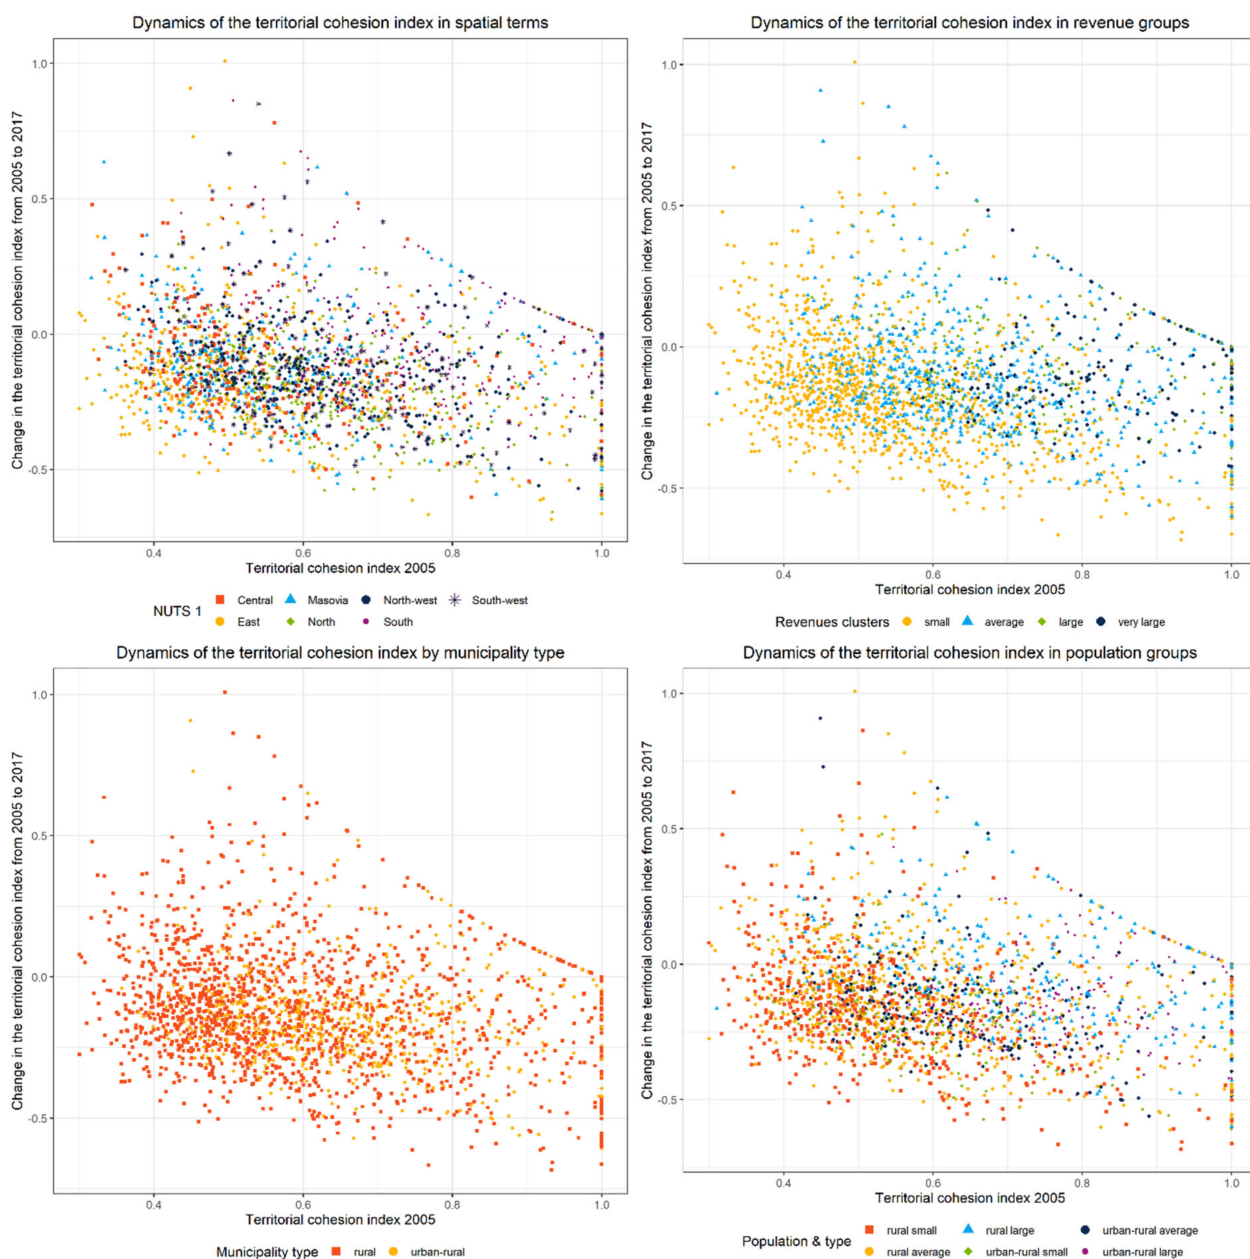 Dynamics of the territorial cohesion index in spatial terms
Change in the territorial cohesion index from 2005 to 2017
1.0
0.5
0.0
-0.5
0.4
0.6
0.8
1.0
Territorial cohesion index 2005
NUTS 1
Central
Masovia
North-west
South-west
East
North
South
Dynamics of the territorial cohesion index in revenue groups
Change in the territorial cohesion index from 2005 to 2017
1.0
0.5
0.0
-0.5
0.4
0.6
0.8
1.0
Territorial cohesion index 2005
Revenues clusters
small
average
large
very large
Dynamics of the territorial cohesion index by municipality type
Change in the territorial cohesion index from 2005 to 2017
1.0
0.5
0.0
-0.5
0.4
0.6
0.8
1.0
Territorial cohesion index 2005
Municipality type
rural
urban-rural
Dynamics of the territorial cohesion index in population groups
Change in the territorial cohesion index from 2005 to 2017
1.0
0.5
0.0
-0.5
0.4
0.6
0.8
1.0
Territorial cohesion index 2005
Population & type
rural small
rural large
urban-rural average
rural average
urban-rural small
urban-rural large